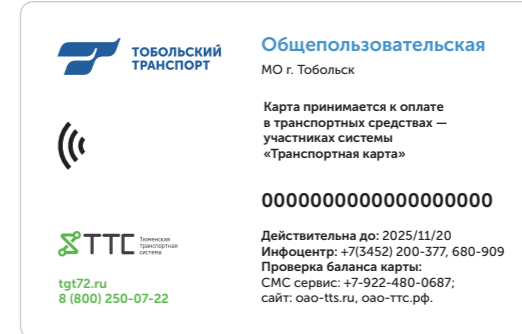 ТОБОЛЬСКИЙ
ТРАНСПОРТ
Общепользовательская
МО г. Тобольск
Карта принимается к оплате
в транспортных средствах —
участниках системы
«Транспортная карта»
0000000000000000000
ТТС
Тюменская
транспортная
система
Действительна до: 2025/11/20
Инфоцентр: +7(3452) 200-377, 680-909
Проверка баланса карты:
СМС сервис: +7-922-480-0687;
сайт: oao-tts.ru, оао-ттс.рф.
tgt72.ru
8 (800) 250-07-22